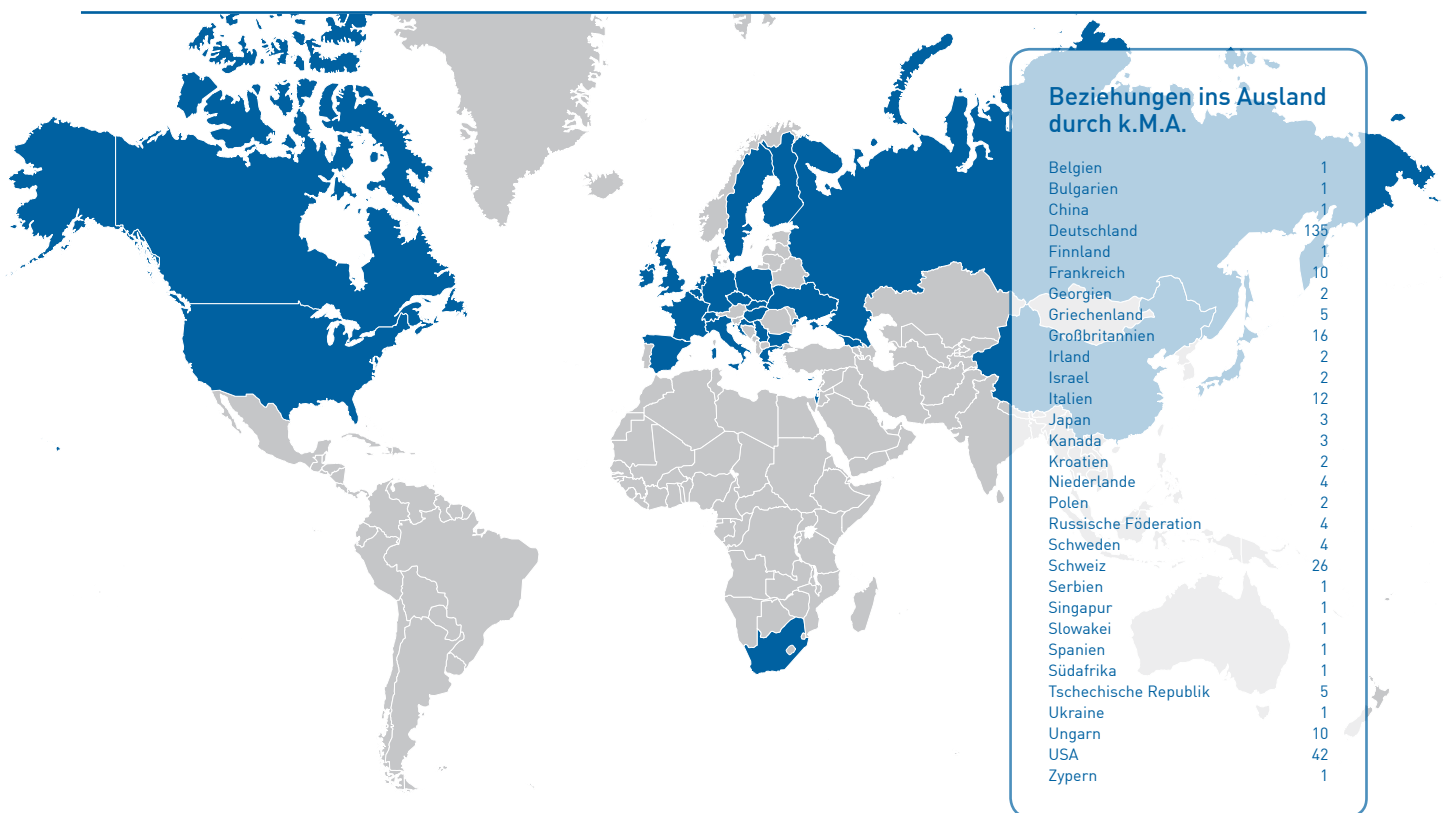 Beziehungen ins Ausland
durch k.M.A.
Belgien 1
Bulgarien 1
China 1
Deutschland 135
Finnland 1
Frankreich 10
Georgien 2
Griechenland 5
Großbritannien 16
Irland 2
Israel 2
Italien 12
Japan 3
Kanada 3
Kroatien 2
Niederlande 4
Polen 2
Russische Föderation 4
Schweden 4
Schweiz 26
Serbien 1
Singapur 1
Slowakei 1
Spanien 1
Südafrika 1
Tschechische Republik 5
Ukraine 1
Ungarn 10
USA 42
Zypern 1